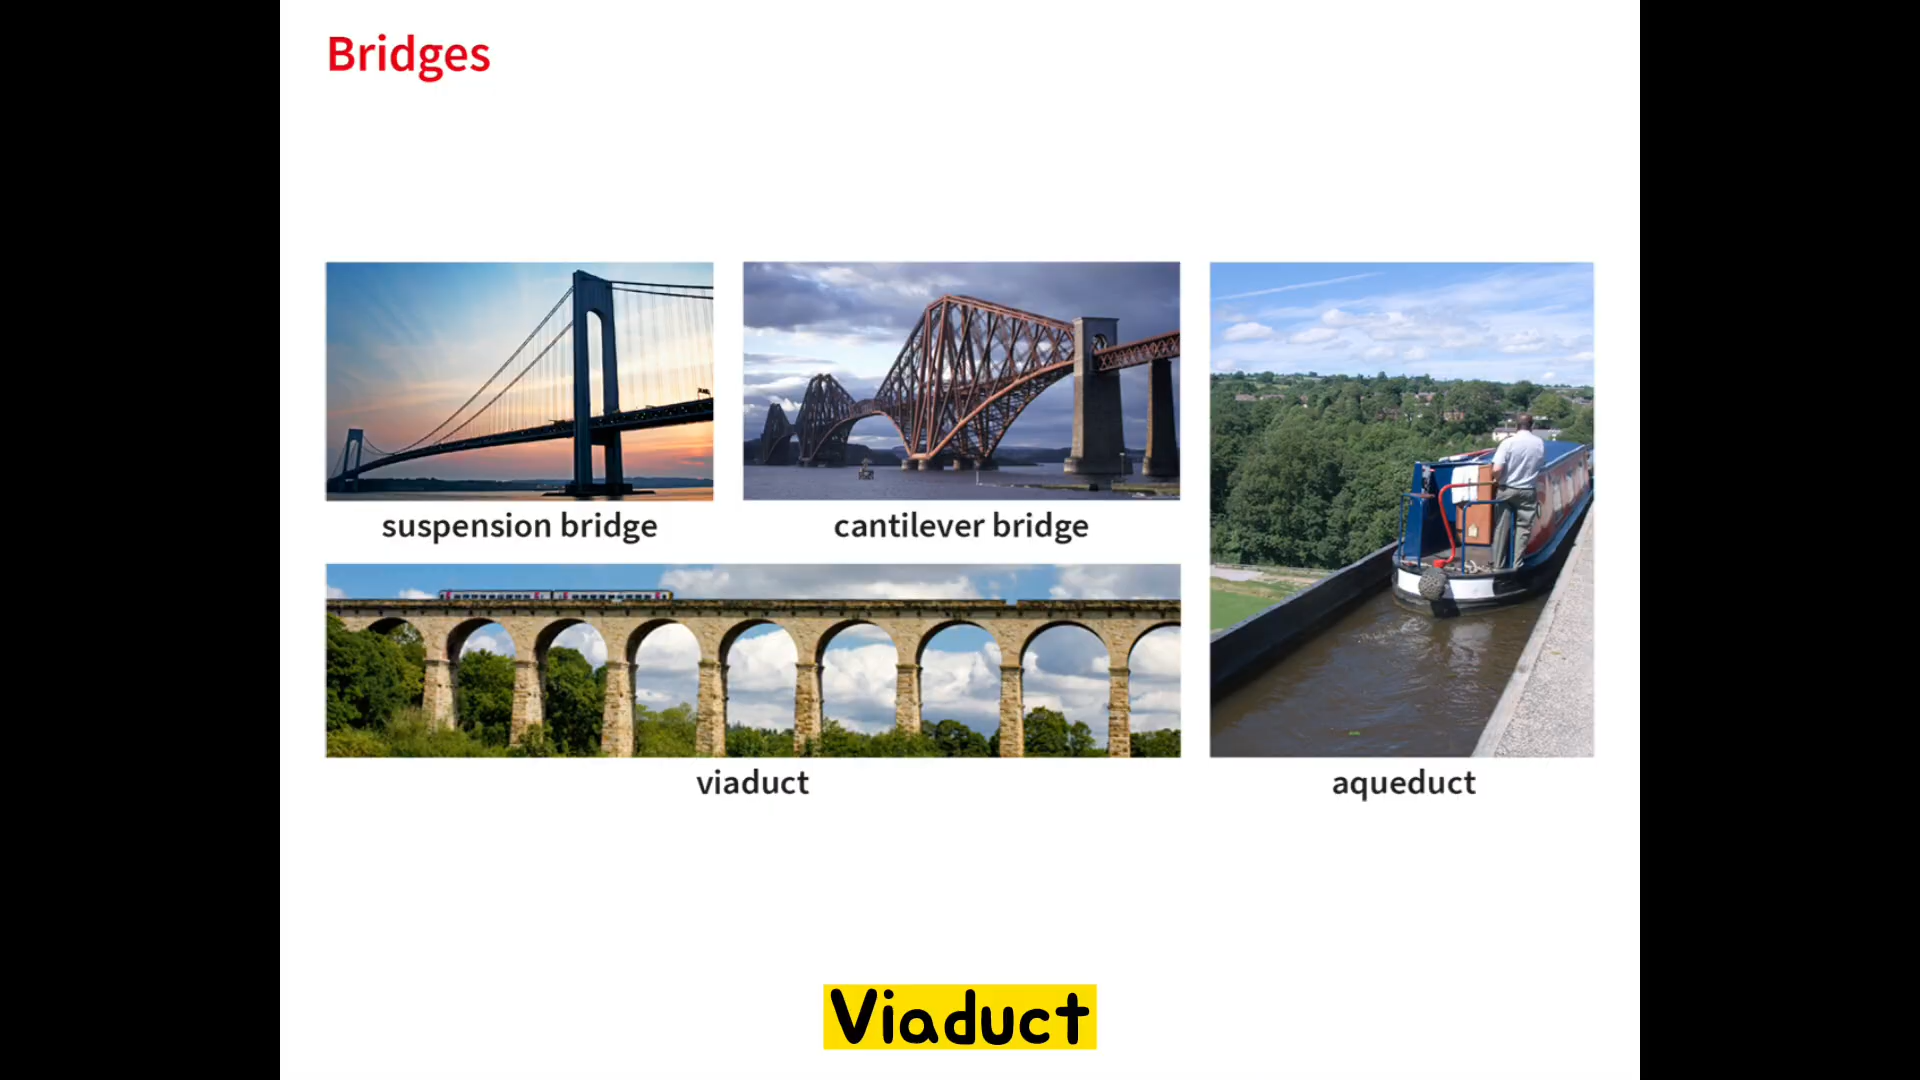 Bridges
suspension bridge
cantilever bridge
viaduct
aqueduct
Viaduct